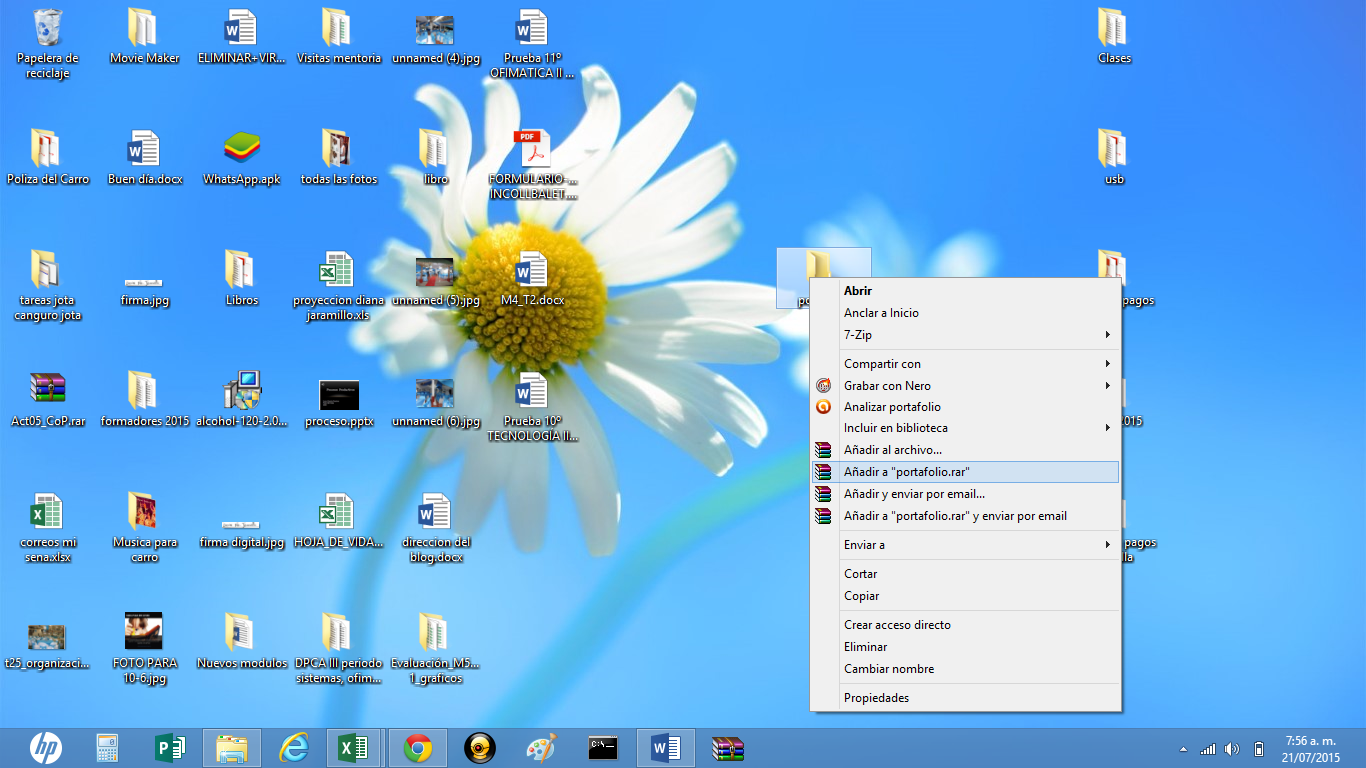 Papelera de
reciclaje
Movie Maker
ELIMINAR+VIR...
Visitas mentoria
unnamed (4).jpg
Prueba 11º
OFIMATICA II ...
Clases
Poliza del Carro
Buen día.docx
WhatsApp.apk
todas las fotos
libro
PDF
FORMULARIO-...
INCOLLBALET....
usb
tareas jota
canguro jota
firma.jpg
Libros
proyeccion diana
jaramillo.xls
unnamed (5).jpg
M4_T2.docx
po
pagos
Act05_CoP.rar
formadores 2015
alcohol-120-2.0...
proceso.pptx
unnamed (6).jpg
Prueba 10º
TECNOLOGIA II...
2015
correos mi
sena.xlsx
Musica para
carro
firma digital.jpg
HOJA_DE_VIDA...
direccion del
blog.docx
pagos
lla
t25_organizaci...
FOTO PARA
10-6.jpg
Nuevos modulos
DPCA III periodo
sistemas, ofim...
Evaluación_M5...
1_graficos
Abrir
Anclar a Inicio
7-Zip
Compartir con
Grabar con Nero
Analizar portafolio
Incluir en biblioteca
Añadir al archivo...
Añadir a "portafolio.rar"
Añadir y enviar por email...
Añadir a "portafolio.rar" y enviar por email
Enviar a
Cortar
Copiar
Crear acceso directo
Eliminar
Cambiar nombre
Propiedades
hp
7:56 a. m.
21/07/2015